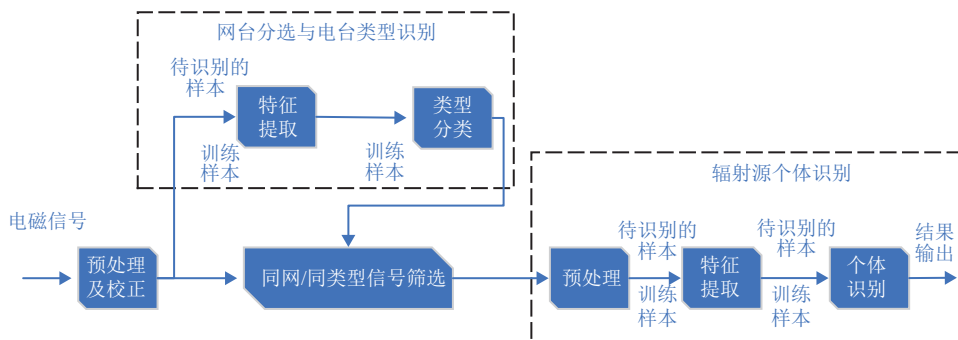 网台分选与电台类型识别
待识别的
样本
特征
提取
类型
分类
训练
样本
训练
样本
电磁信号
预处理
及校正
同网/同类型信号筛选
辐射源个体识别
预处理
待识别的
样本
训练
样本
特征
提取
待识别的
样本
训练
样本
个体
识别
结果
输出